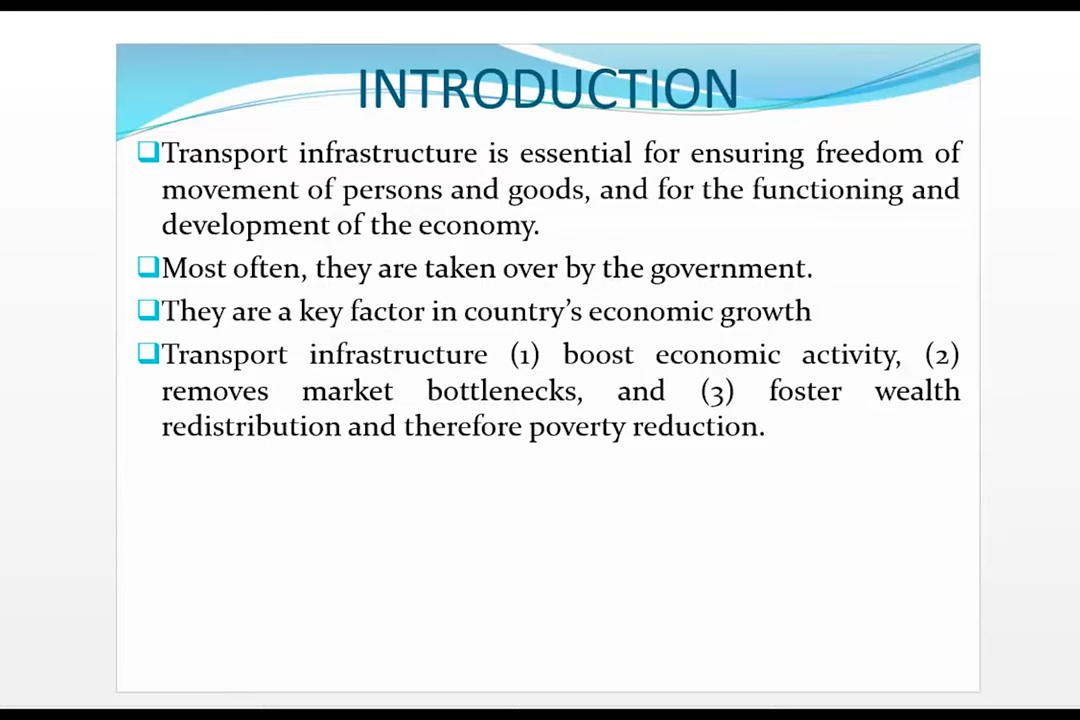 INTRODUCTION
Transport infrastructure is essential for ensuring freedom of
movement of persons and goods, and for the functioning and
development of the economy.
Most often, they are taken over by the government.
They are a key factor in country’s economic growth
Transport infrastructure (1) boost economic activity, (2)
removes market bottlenecks, and (3) foster wealth
redistribution and therefore poverty reduction.